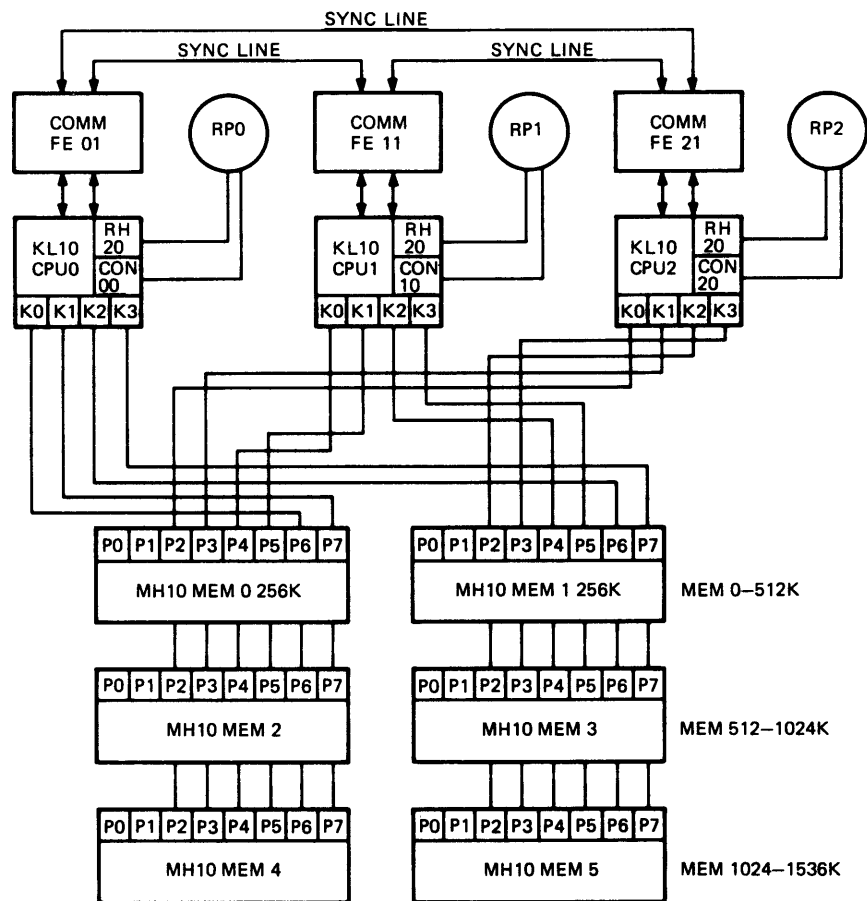 SYNC LINE
SYNC LINE
SYNC LINE
COMM
FE 01
RP0
COMM
FE 11
RP1
COMM
FE 21
RP2
KL10
CPU0
RH
20
CON
00
K0 K1 K2 K3
KL10
CPU1
RH
20
CON
10
K0 K1 K2 K3
KL10
CPU2
RH
20
CON
20
K0 K1 K2 K3
P0 P1 P2 P3 P4 P5 P6 P7
MH10 MEM 0 256K
P0 P1 P2 P3 P4 P5 P6 P7
MH10 MEM 1 256K
MEM 0–512K
P0 P1 P2 P3 P4 P5 P6 P7
MH10 MEM 2
P0 P1 P2 P3 P4 P5 P6 P7
MH10 MEM 3
MEM 512–1024K
P0 P1 P2 P3 P4 P5 P6 P7
MH10 MEM 4
P0 P1 P2 P3 P4 P5 P6 P7
MH10 MEM 5
MEM 1024–1536K